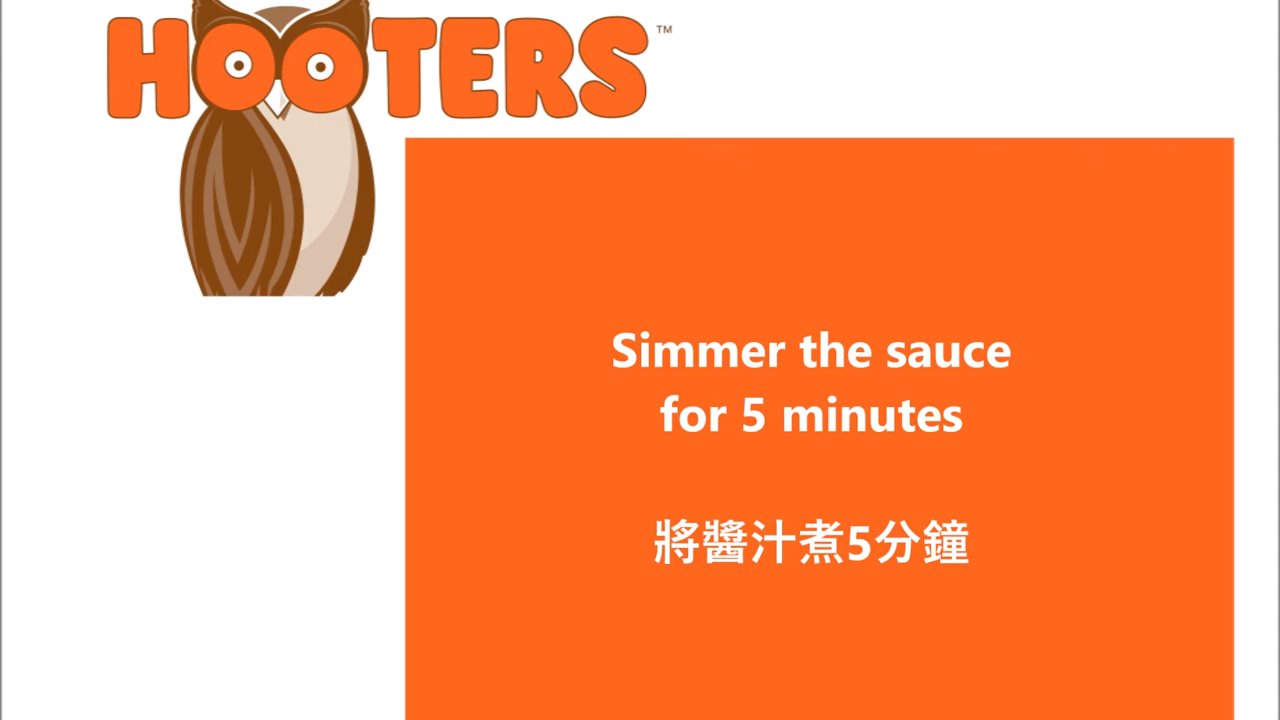 HOOTERS™
Simmer the sauce
for 5 minutes
將醬汁煮5分鐘